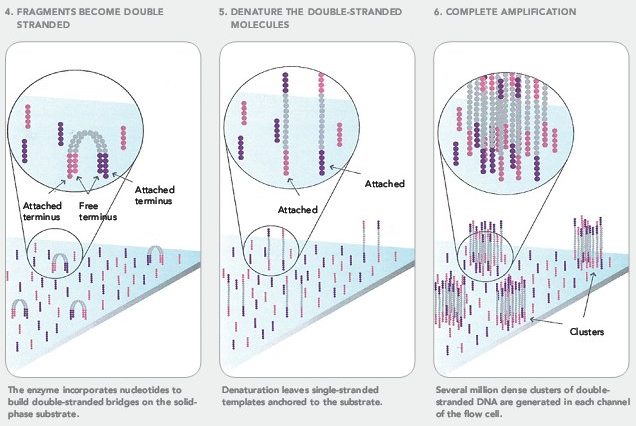 4. FRAGMENTS BECOME DOUBLE
STRANDED
Attached
terminus
Free
terminus
Attached
terminus
The enzyme incorporates nucleotides to
build double-stranded bridges on the solid-
phase substrate.
5. DENATURE THE DOUBLE-STRANDED
MOLECULES
Attached
Attached
Denaturation leaves single-stranded
templates anchored to the substrate.
6. COMPLETE AMPLIFICATION
Clusters
Several million dense clusters of double-
stranded DNA are generated in each channel
of the flow cell.